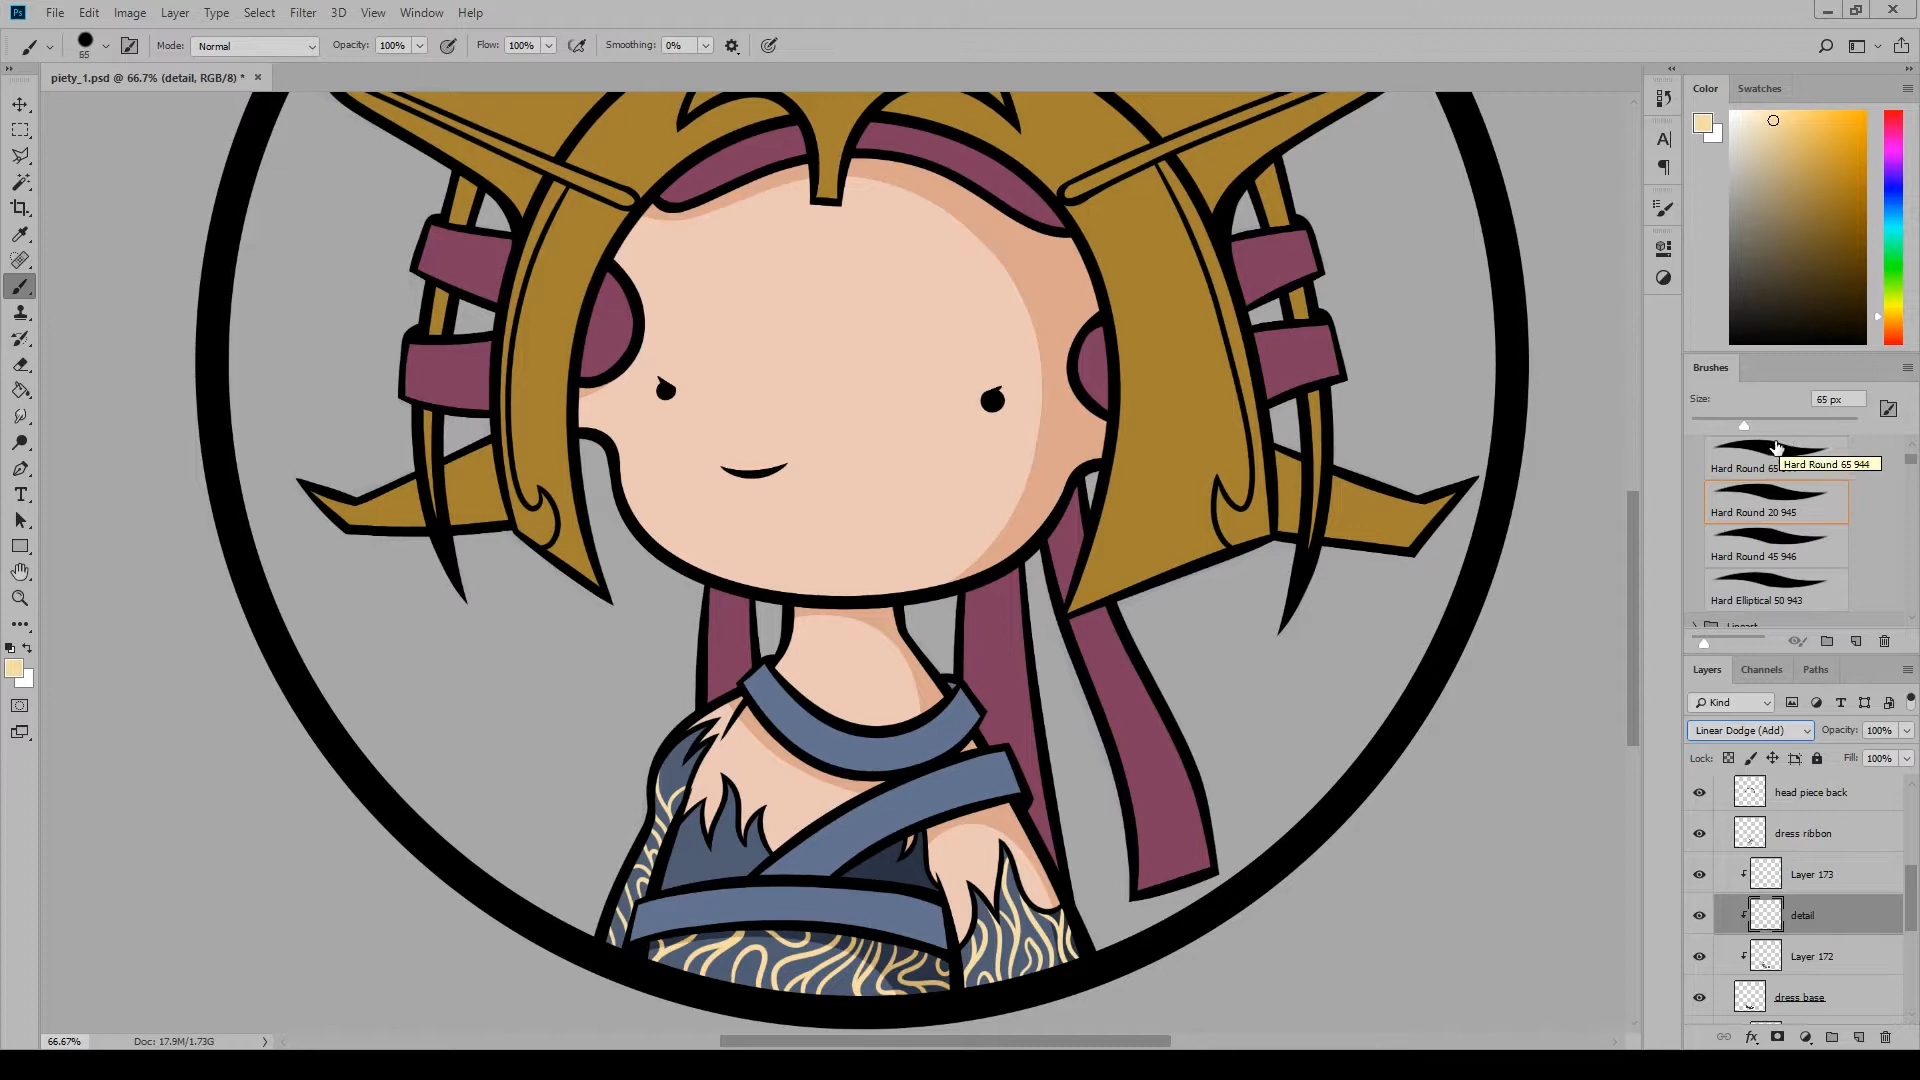 Ps File Edit Image Layer Type Select Filter 3D View Window Help
65 Mode: Normal Opacity: 100% Flow: 100% Smoothing: 0%
piety_1.psd @ 66.7% (detail, RGB/8) *
Color Swatches
Brushes
Size: 65 px
Hard Round 65
Hard Round 65 944
Hard Round 20 945
Hard Round 45 946
Hard Elliptical 50 943
Lineart
Layers Channels Paths
Kind
Linear Dodge (Add) Opacity: 100%
Lock: Fill: 100%
head piece back
dress ribbon
Layer 173
detail
Layer 172
dress base
66.67% Doc: 17.9M/1.73G